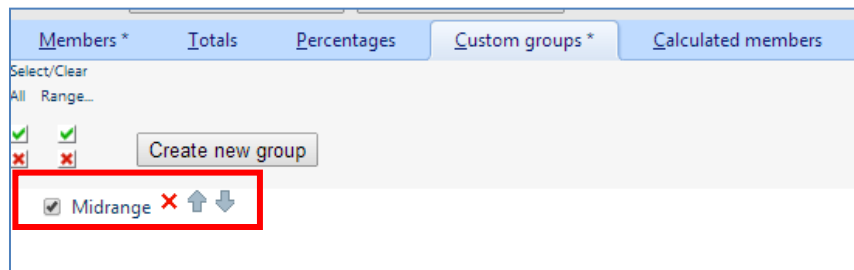 Members * Totals Percentages Custom groups * Calculated members
Select/Clear
All Range...
Create new group
Midrange